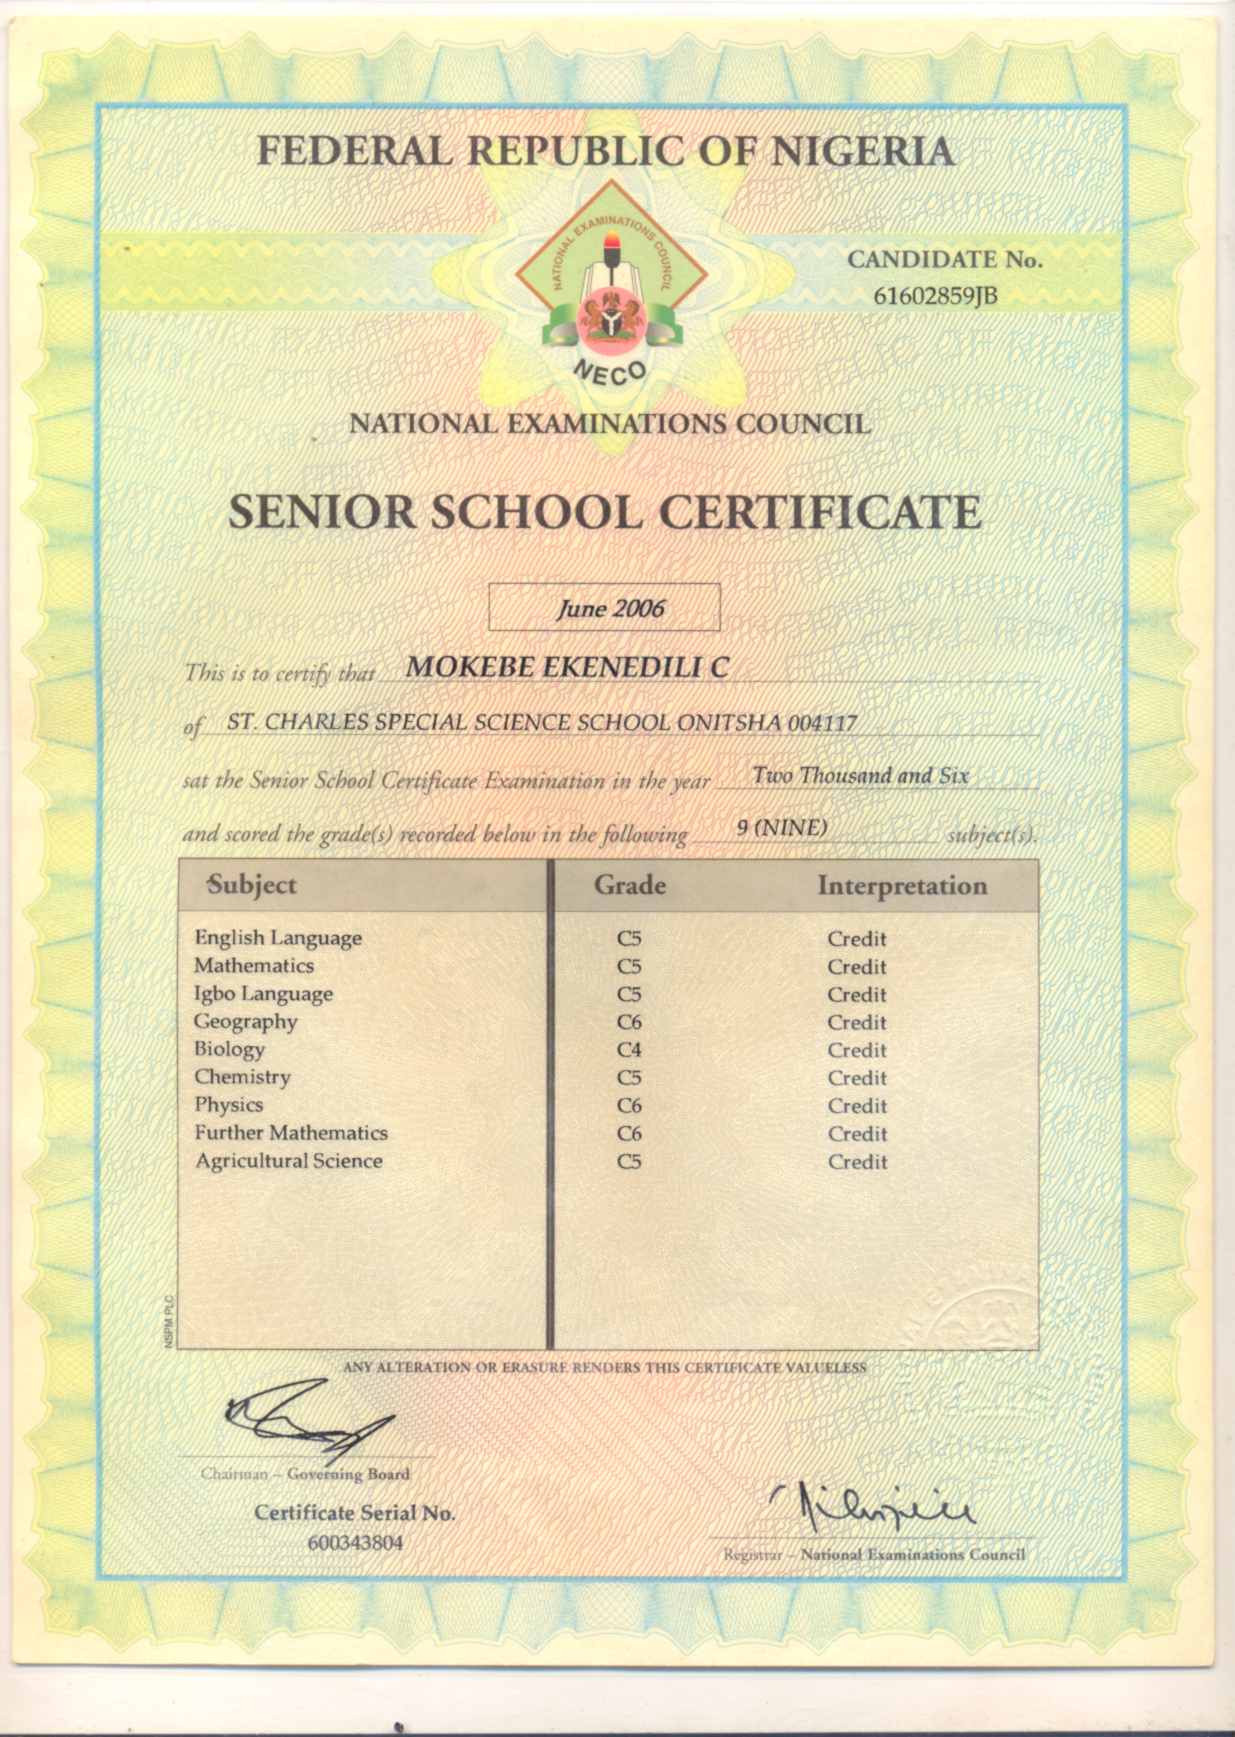 FEDERAL REPUBLIC OF NIGERIA
NATIONAL EXAMINATIONS COUNCIL
NECO
CANDIDATE No.
61602859JB
NATIONAL EXAMINATIONS COUNCIL
SENIOR SCHOOL CERTIFICATE
June 2006
This is to certify that MOKEBE EKENEDILI C
of ST. CHARLES SPECIAL SCIENCE SCHOOL ONITSHA 004117
sat the Senior School Certificate Examination in the year Two Thousand and Six
and scored the grade(s) recorded below in the following 9 (NINE) subject(s).
Subject Grade Interpretation
English Language C5 Credit
Mathematics C5 Credit
Igbo Language C5 Credit
Geography C6 Credit
Biology C4 Credit
Chemistry C5 Credit
Physics C6 Credit
Further Mathematics C6 Credit
Agricultural Science C5 Credit
NSPM PLC
ANY ALTERATION OR ERASURE RENDERS THIS CERTIFICATE VALUELESS
Chairman – Governing Board
Certificate Serial No.
600343804
Registrar – National Examinations Council